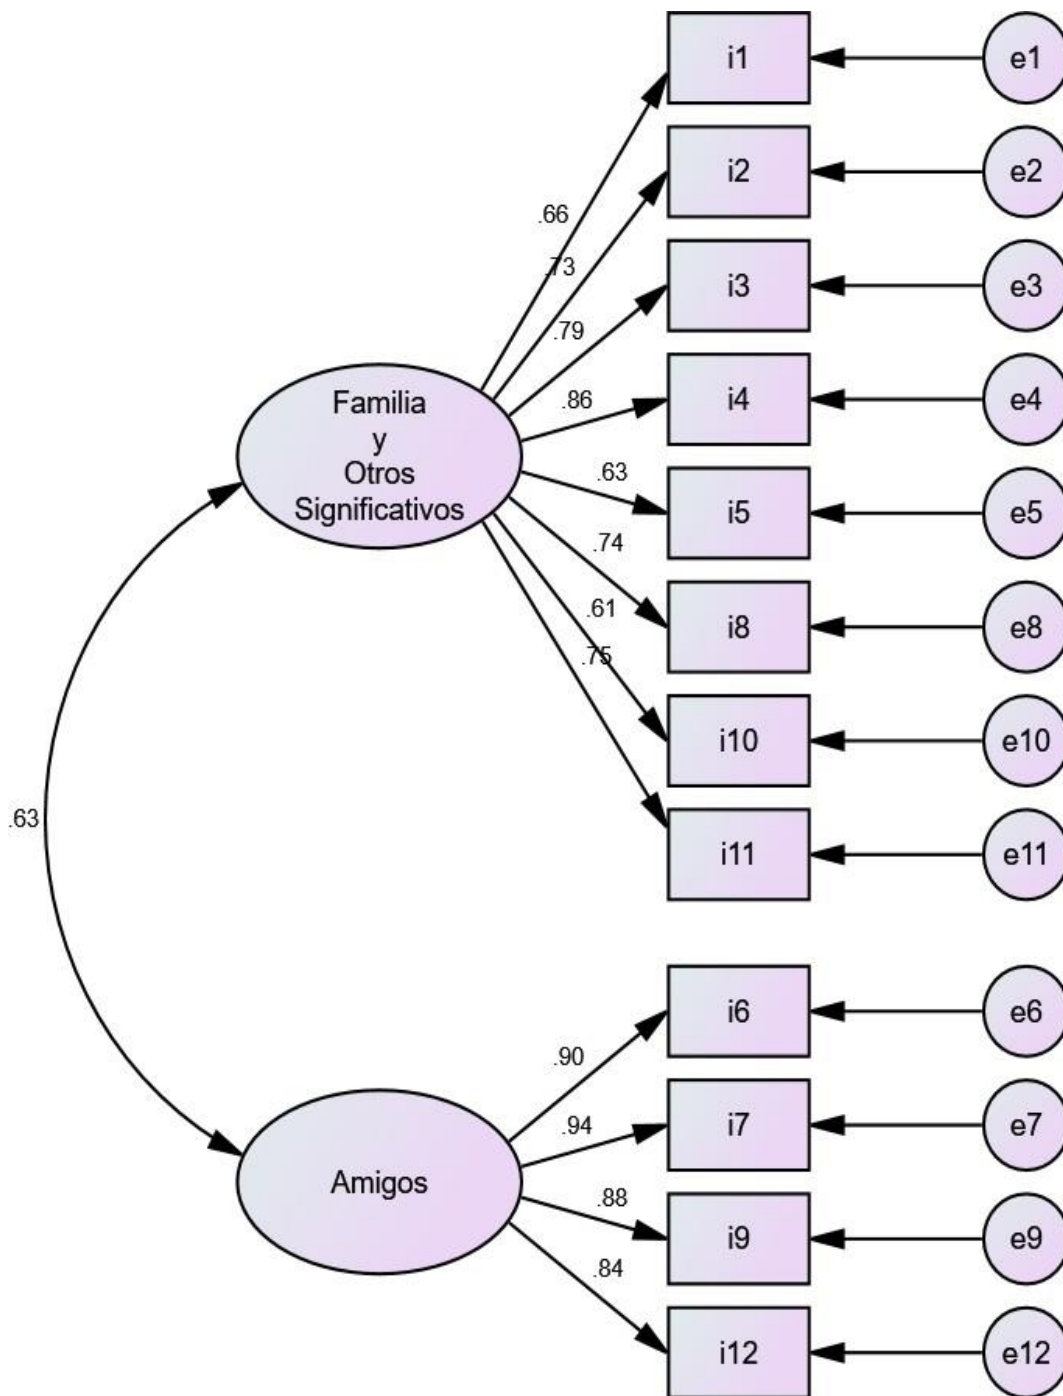 i1
e1
i2
e2
.66
.73
i3
e3
.79
Familia
y
Otros
Significativos
.86
i4
e4
.63
i5
e5
.74
i8
e8
.61
.75
i10
e10
.63
i11
e11
i6
e6
.90
.94
i7
e7
Amigos
.88
i9
e9
.84
i12
e12